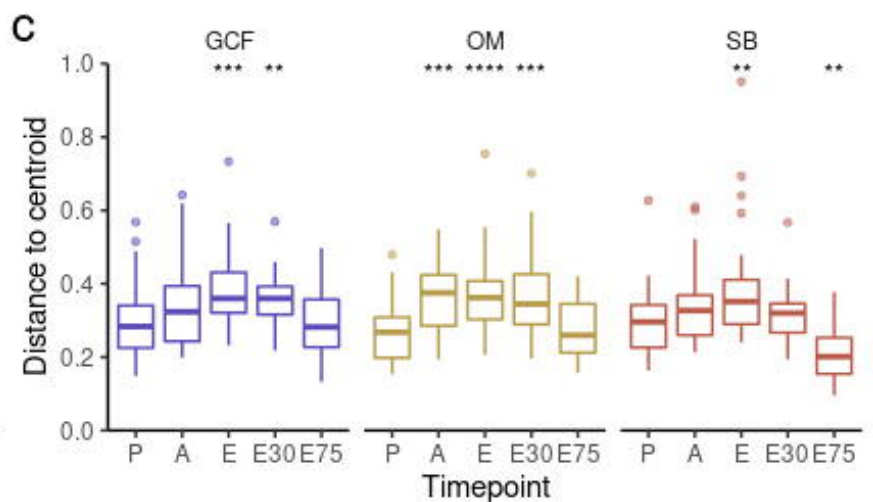 C
GCF OM SB
*** ** *** **** *** ** **
Distance to centroid
1.0
0.8
0.6
0.4
0.2
0.0
P A E E30 E75 P A E E30 E75 P A E E30 E75
Timepoint